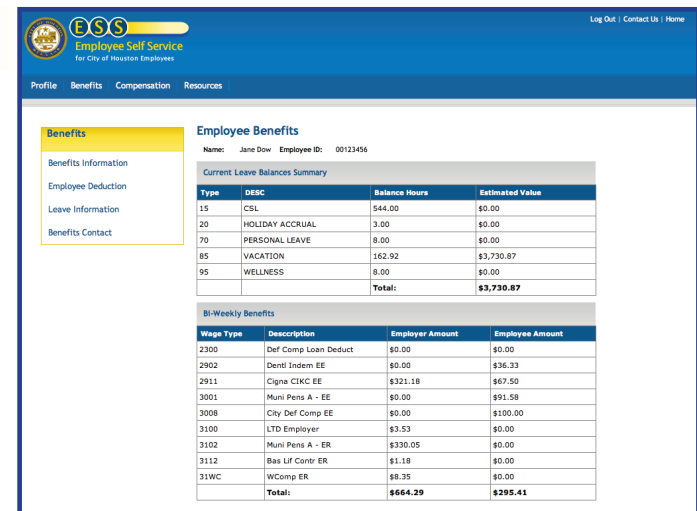 Log Out | Contact Us | Home
ESS
Employee Self Service
for City of Houston Employees
Profile Benefits Compensation Resources
Benefits
Benefits Information
Employee Deduction
Leave Information
Benefits Contact
Employee Benefits
Name: Jane Dow Employee ID: 00123456
Current Leave Balances Summary
Type DESC Balance Hours Estimated Value
15 CSL 544.00 $0.00
20 HOLIDAY ACCRUAL 3.00 $0.00
70 PERSONAL LEAVE 8.00 $0.00
85 VACATION 162.92 $3,730.87
95 WELLNESS 8.00 $0.00
Total: $3,730.87
Bi-Weekly Benefits
Wage Type Desccription Employer Amount Employee Amount
2300 Def Comp Loan Deduct $0.00 $0.00
2902 Dentl Indem EE $0.00 $36.33
2911 Cigna CIKC EE $321.18 $67.50
3001 Muni Pens A - EE $0.00 $91.58
3008 City Def Comp EE $0.00 $100.00
3100 LTD Employer $3.53 $0.00
3102 Muni Pens A - ER $330.05 $0.00
3112 Bas Lif Contr ER $1.18 $0.00
31WC WComp ER $8.35 $0.00
Total: $664.29 $295.41